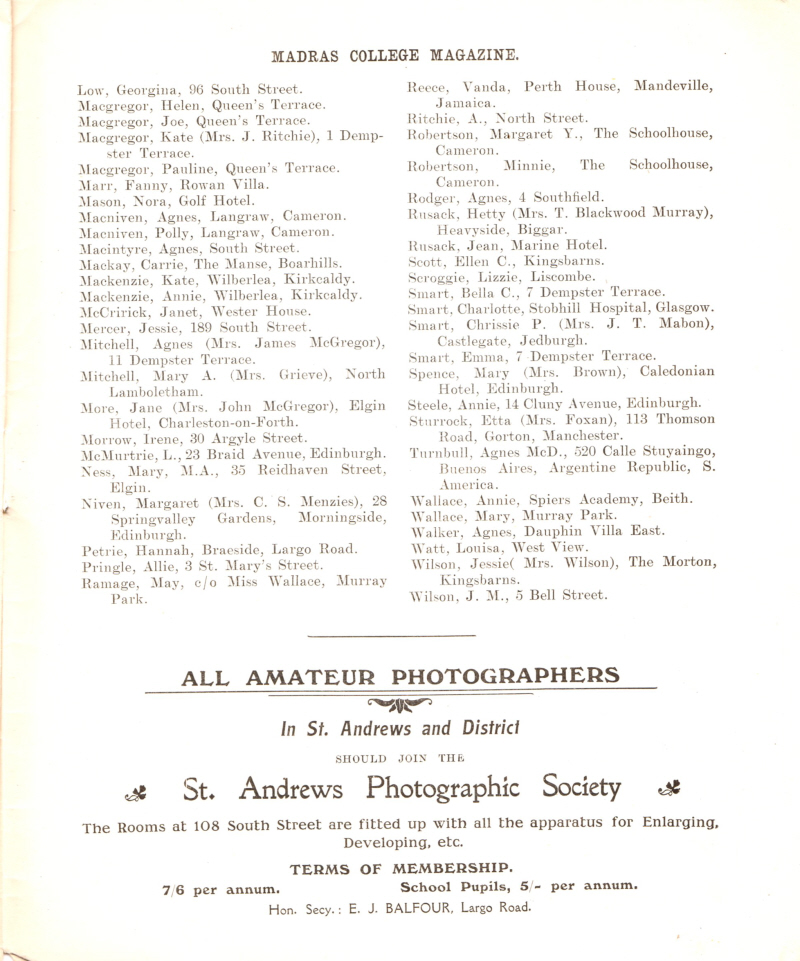 MADRAS COLLEGE MAGAZINE.
Low, Georgina, 96 South Street.
Macgregor, Helen, Queen's Terrace.
Macgregor, Joe, Queen's Terrace.
Macgregor, Kate (Mrs. J. Ritchie), 1 Demp-
ster Terrace.
Macgregor, Pauline, Queen's Terrace.
Marr, Fanny, Rowan Villa.
Mason, Nora, Golf Hotel.
Macniven, Agnes, Langraw, Cameron.
Macniven, Polly, Langraw, Cameron.
Macintyre, Agnes, South Street.
Mackay, Carrie, The Manse, Boarhills.
Mackenzie, Kate, Wilberlea, Kirkcaldy.
Mackenzie, Annie, Wilberlea, Kirkcaldy.
McCririck, Janet, Wester House.
Mercer, Jessie, 189 South Street.
Mitchell, Agnes (Mrs. James McGregor),
11 Dempster Terrace.
Mitchell, Mary A. (Mrs. Grieve), North
Lamboletham.
More, Jane (Mrs. John McGregor), Elgin
Hotel, Charleston-on-Forth.
Morrow, Irene, 30 Argyle Street.
McMurtrie, L., 23 Braid Avenue, Edinburgh.
Ness, Mary, M.A., 35 Reidhaven Street,
Elgin.
Niven, Margaret (Mrs. C. S. Menzies), 28
Springvalley Gardens, Morningside,
Edinburgh.
Petrie, Hannah, Braeside, Largo Road.
Pringle, Allie, 3 St. Mary's Street.
Ramage, May, c/o Miss Wallace, Murray
Park.
Reece, Vanda, Perth House, Mandeville,
Jamaica.
Ritchie, A., North Street.
Robertson, Margaret Y., The Schoolhouse,
Cameron.
Robertson, Minnie, The Schoolhouse,
Cameron.
Rodger, Agnes, 4 Southfield.
Rusack, Hetty (Mrs. T. Blackwood Murray),
Heavyside, Biggar.
Rusack, Jean, Marine Hotel.
Scott, Ellen C., Kingsbarns.
Scroggie, Lizzie, Liscombe.
Smart, Bella C., 7 Dempster Terrace.
Smart, Charlotte, Stobhill Hospital, Glasgow.
Smart, Chrissie P. (Mrs. J. T. Mabon),
Castlegate, Jedburgh.
Smart, Emma, 7 Dempster Terrace.
Spence, Mary (Mrs. Brown), Caledonian
Hotel, Edinburgh.
Steele, Annie, 14 Cluny Avenue, Edinburgh.
Sturrock, Etta (Mrs. Foxan), 113 Thomson
Road, Gorton, Manchester.
Turnbull, Agnes McD., 520 Calle Stuyaingo,
Buenos Aires, Argentine Republic, S.
America.
Wallace, Annie, Spiers Academy, Beith.
Wallace, Mary, Murray Park.
Walker, Agnes, Dauphin Villa East.
Watt, Louisa, West View.
Wilson, Jessie( Mrs. Wilson), The Morton,
Kingsbarns.
Wilson, J. M., 5 Bell Street.
ALL AMATEUR PHOTOGRAPHERS
In St. Andrews and District
SHOULD JOIN THE
St. Andrews Photographic Society
The Rooms at 108 South Street are fitted up with all the apparatus for Enlarging,
Developing, etc.
TERMS OF MEMBERSHIP.
7/6 per annum. School Pupils, 5/- per annum.
Hon. Secy.: E. J. BALFOUR, Largo Road.